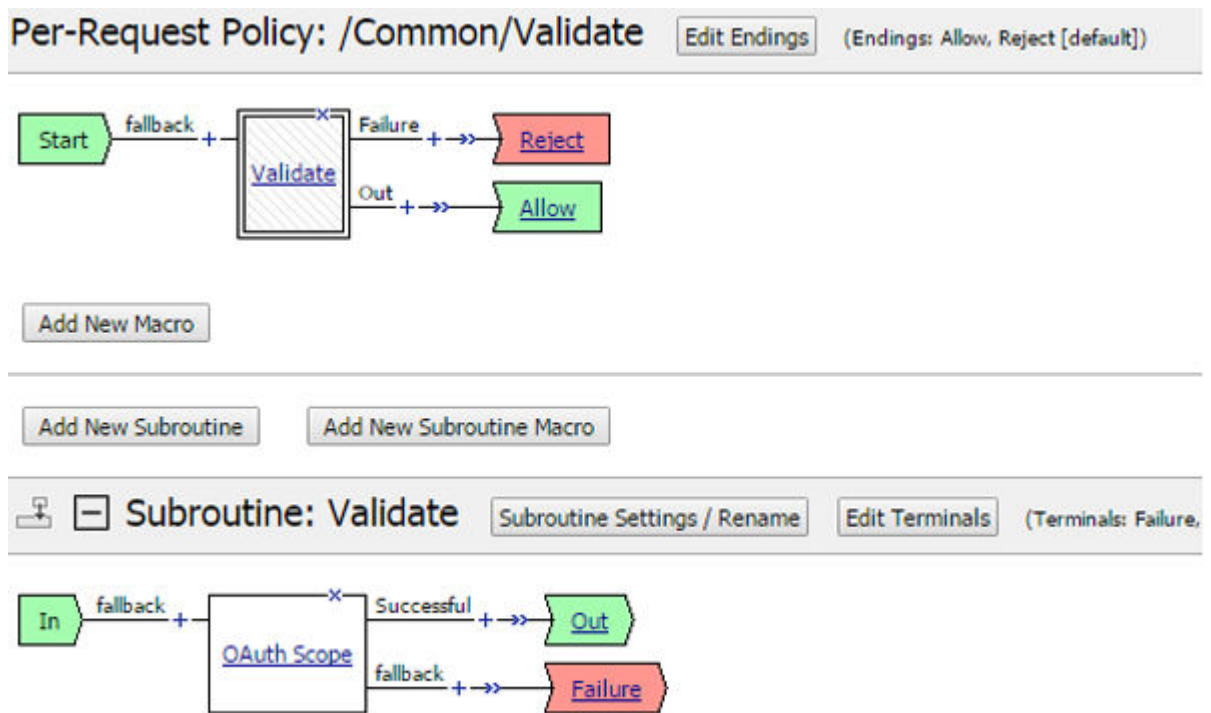 Per-Request Policy: /Common/Validate Edit Endings (Endings: Allow, Reject [default])
Start fallback + Validate Failure + Reject
Out + Allow
Add New Macro
Add New Subroutine Add New Subroutine Macro
Subroutine: Validate Subroutine Settings / Rename Edit Terminals (Terminals: Failure,
In fallback + OAuth Scope Successful + Out
fallback + Failure